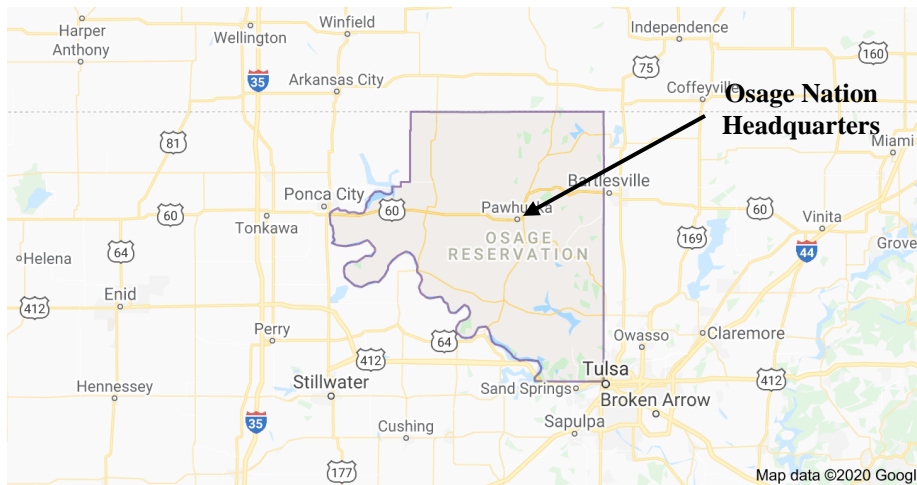 Harper
Anthony
Wellington
Winfield
Independence
160
75
35
Arkansas City
Coffeyville
Osage Nation
Headquarters
81
Miami
Ponca City
Bartlesville
60
60
Pawhuska
60
Tonkawa
Vinita
169
OSAGE
RESERVATION
44
Grove
64
Helena
Enid
412
Perry
64
Owasso
Claremore
412
Tulsa
412
Hennessey
Stillwater
Sand Springs
Broken Arrow
35
Cushing
Sapulpa
177
Map data ©2020 Googl